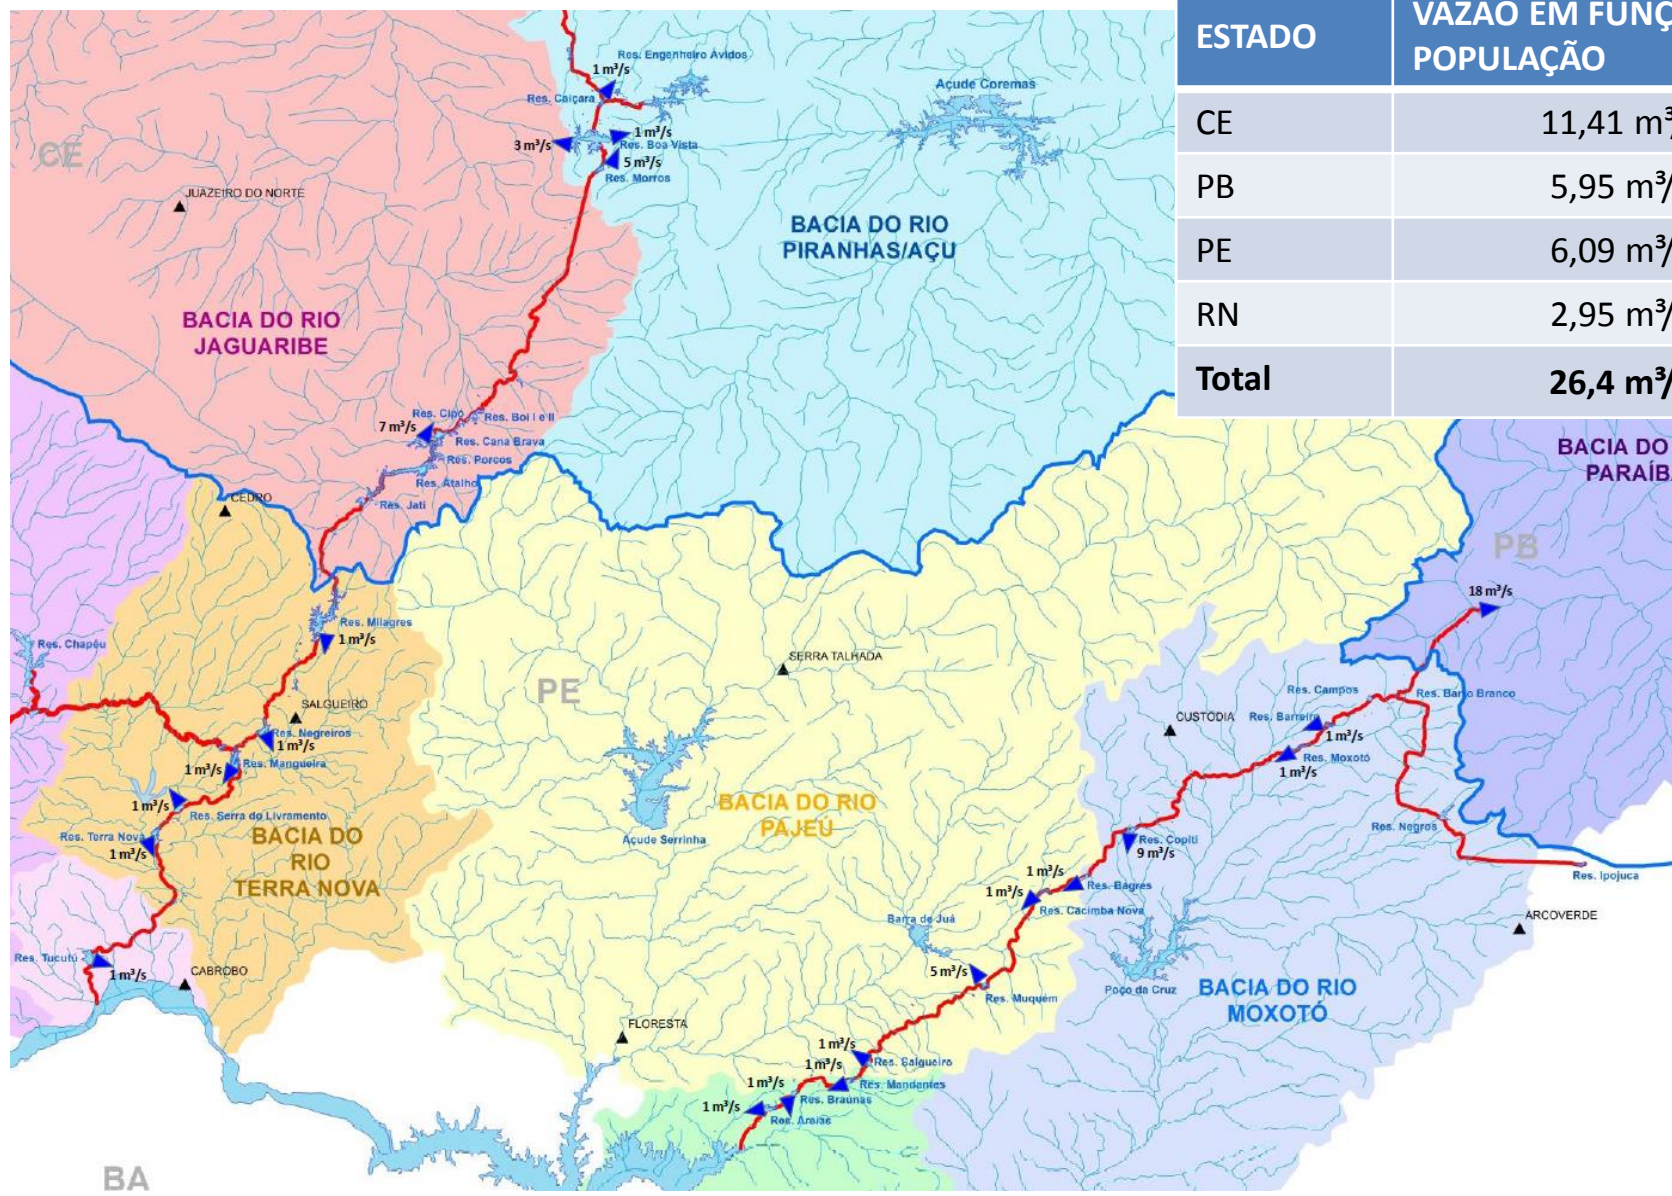 ESTADO
VAZÃO EM FUNÇ
POPULAÇÃO
CE
11,41 m³
PB
5,95 m³/
PE
6,09 m³/
RN
2,95 m³/
Total
26,4 m³/
Res. Engenheiro Ávidos
1 m³/s
Res. Caiçara
Açude Coremas
1 m³/s
3 m³/s
Res. Boa Vista
5 m³/s
Res. Morros
CE
JUAZEIRO DO NORTE
BACIA DO RIO
PIRANHAS/AÇU
BACIA DO RIO
JAGUARIBE
Res. Cipó
Res. Boi I e II
7 m³/s
Res. Cana Brava
Res. Porcos
Res. Atalho
Res. Jati
CEDRO
BACIA DO
PARAÍB
PB
18 m³/s
Res. Milagres
1 m³/s
Res. Chapéu
SERRA TALHADA
PE
SALGUEIRO
Res. Negreiros
1 m³/s
Res. Mangueira
1 m³/s
1 m³/s
Res. Serra do Livramento
Res. Terra Nova
1 m³/s
BACIA DO
RIO
TERRA NOVA
Res. Campos
Res. Barro Branco
CUSTÓDIA
Res. Barreiro
1 m³/s
Res. Moxotó
1 m³/s
BACIA DO RIO
PAJEÚ
Açude Serrinha
Res. Negros
Res. Copiti
9 m³/s
Res. Ipojuca
1 m³/s
Res. Bagres
1 m³/s
Res. Cacimba Nova
Barra de Juá
ARCOVERDE
Res. Tucutú
1 m³/s
CABROBO
5 m³/s
Res. Muquém
Poço da Cruz
BACIA DO RIO
MOXOTÓ
FLORESTA
1 m³/s
Res. Salgueiro
1 m³/s
Res. Mandantes
1 m³/s
Res. Braúnas
1 m³/s
Res. Areias
BA